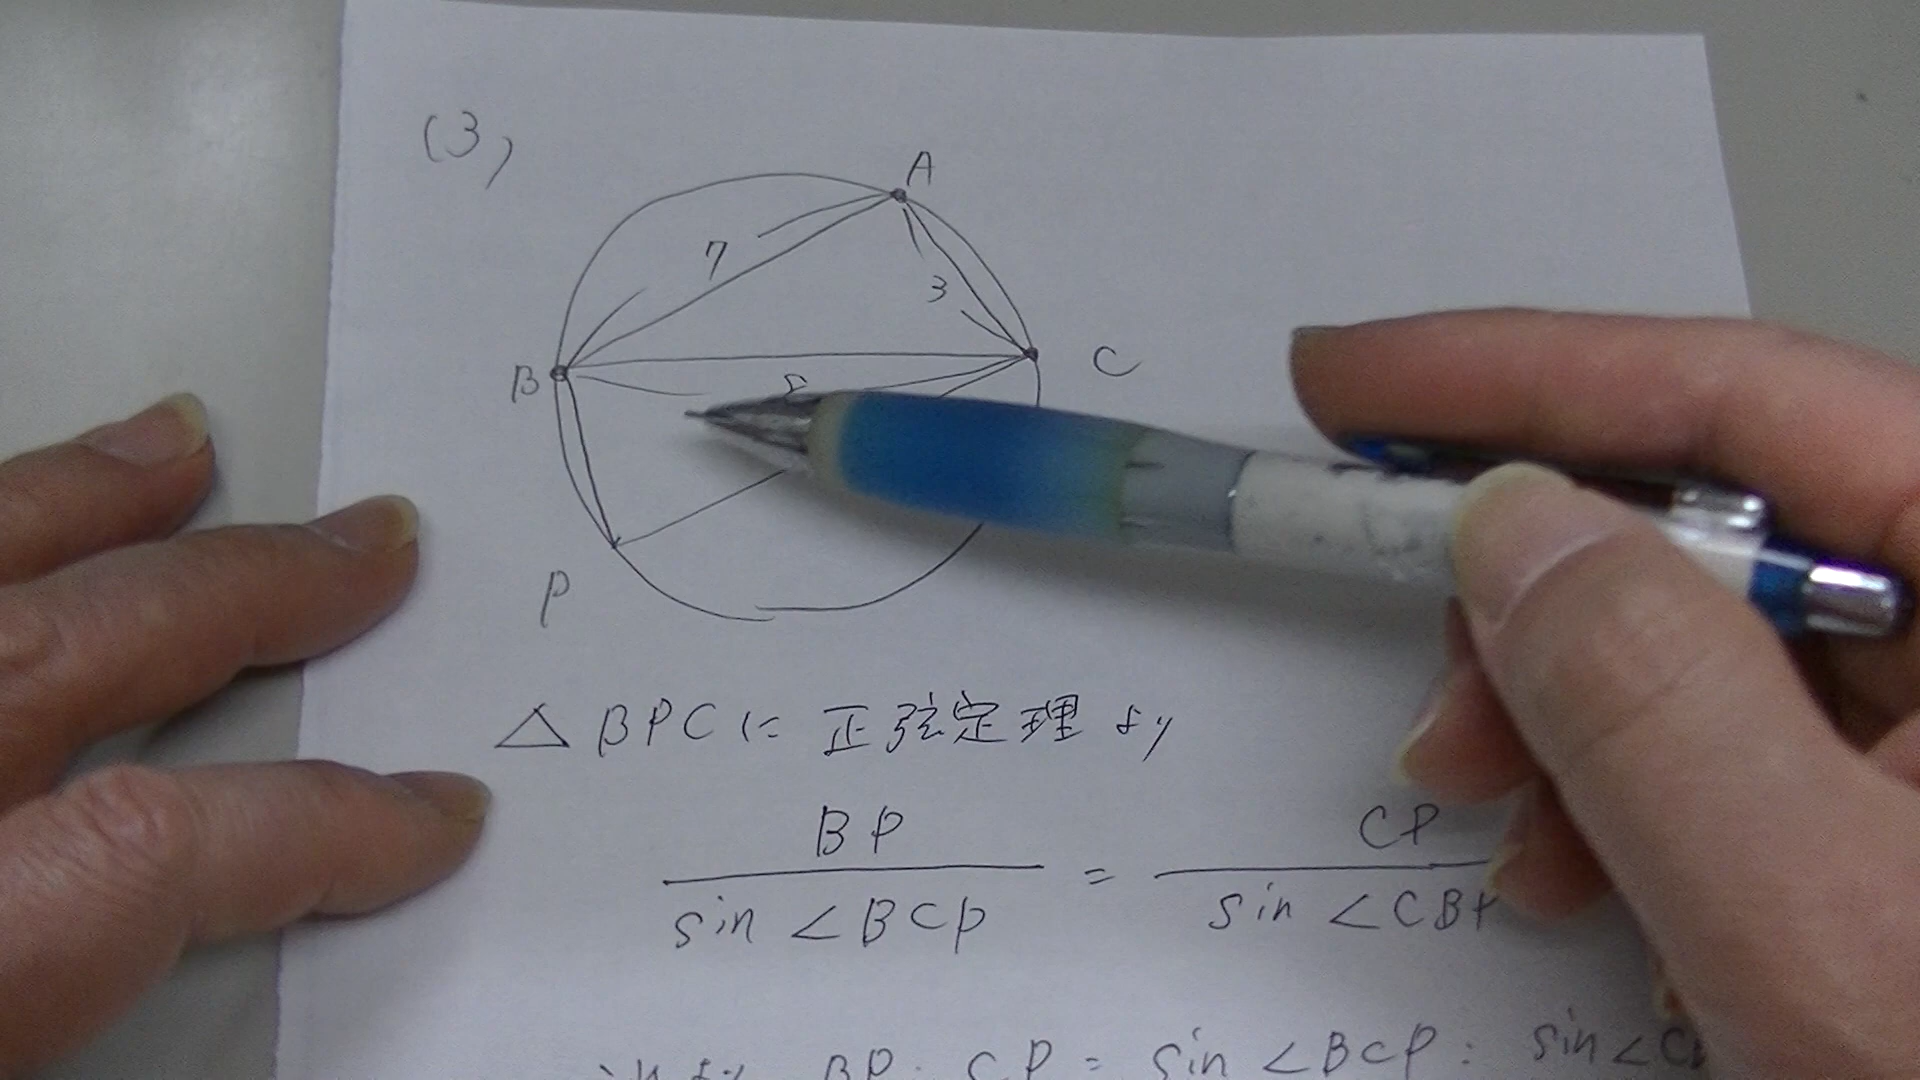 (3)
A
7
3
B
C
8
P
△BPCに正弦定理より
BP / sin∠BCP = CP / sin∠CBP
BP : CP = sin∠BCP : sin∠C